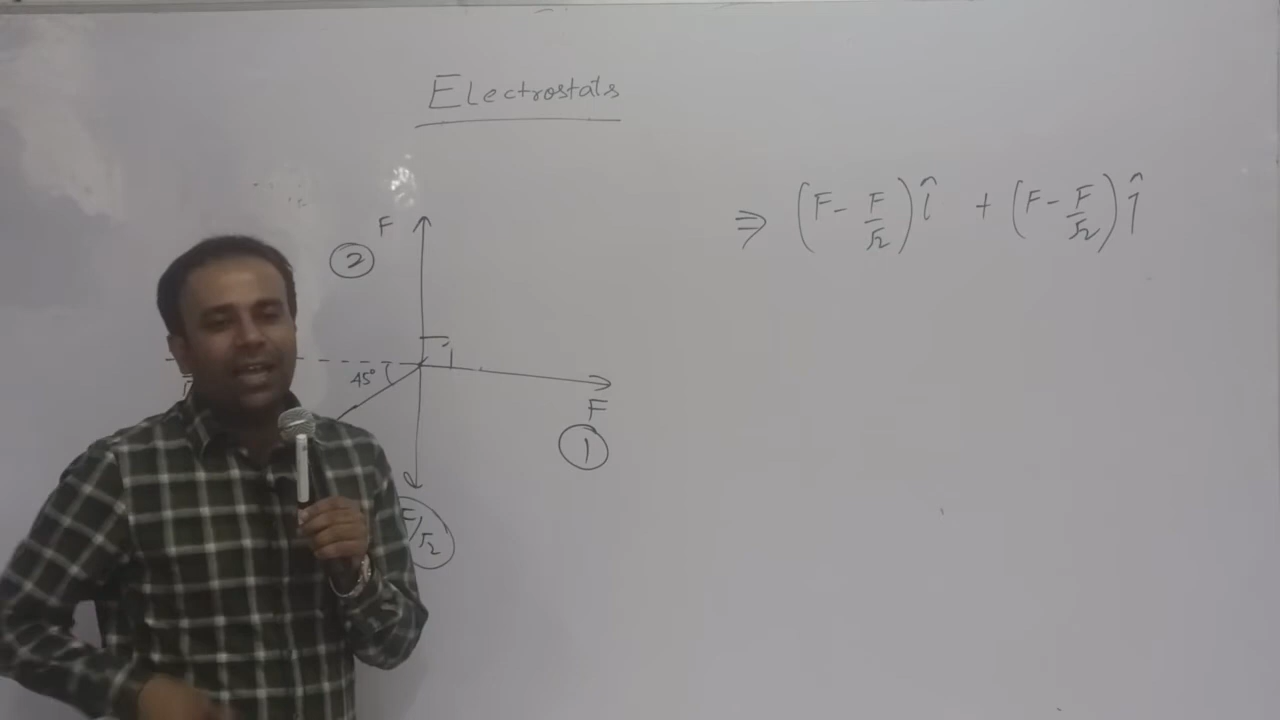 Electrostats
⇒ (F - F/√2) î + (F - F/√2) ĵ
F
②
45°
F
①
F/√2